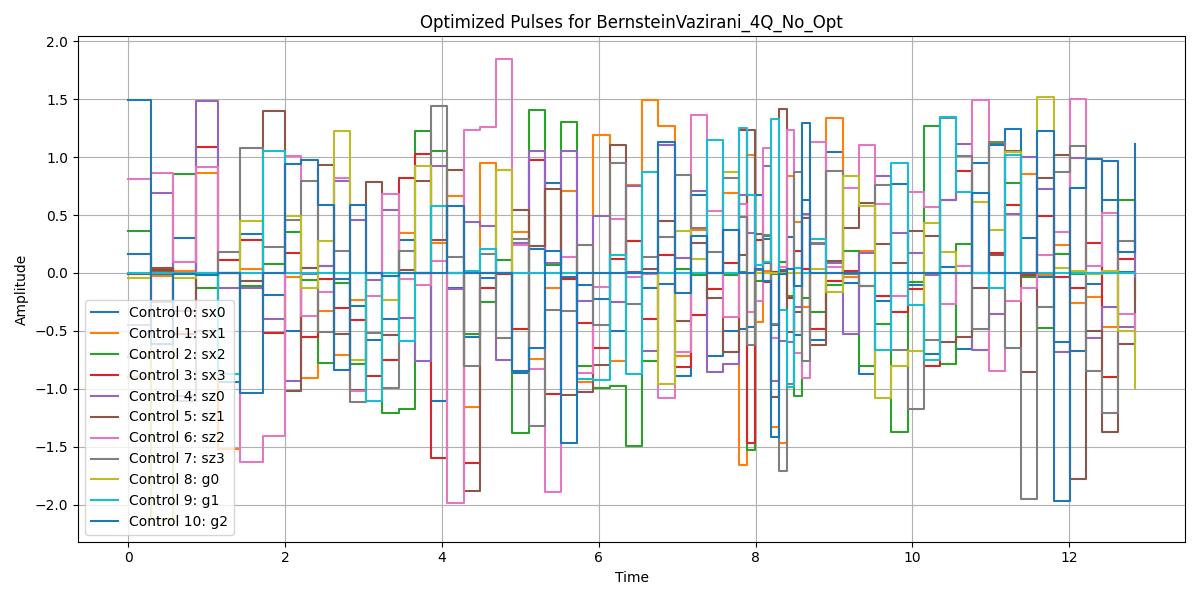 Optimized Pulses for BernsteinVazirani_4Q_No_Opt
Amplitude
2.0
1.5
1.0
0.5
0.0
−0.5
−1.0
−1.5
−2.0
Control 0: sx0
Control 1: sx1
Control 2: sx2
Control 3: sx3
Control 4: sz0
Control 5: sz1
Control 6: sz2
Control 7: sz3
Control 8: g0
Control 9: g1
Control 10: g2
0 2 4 6 8 10 12
Time